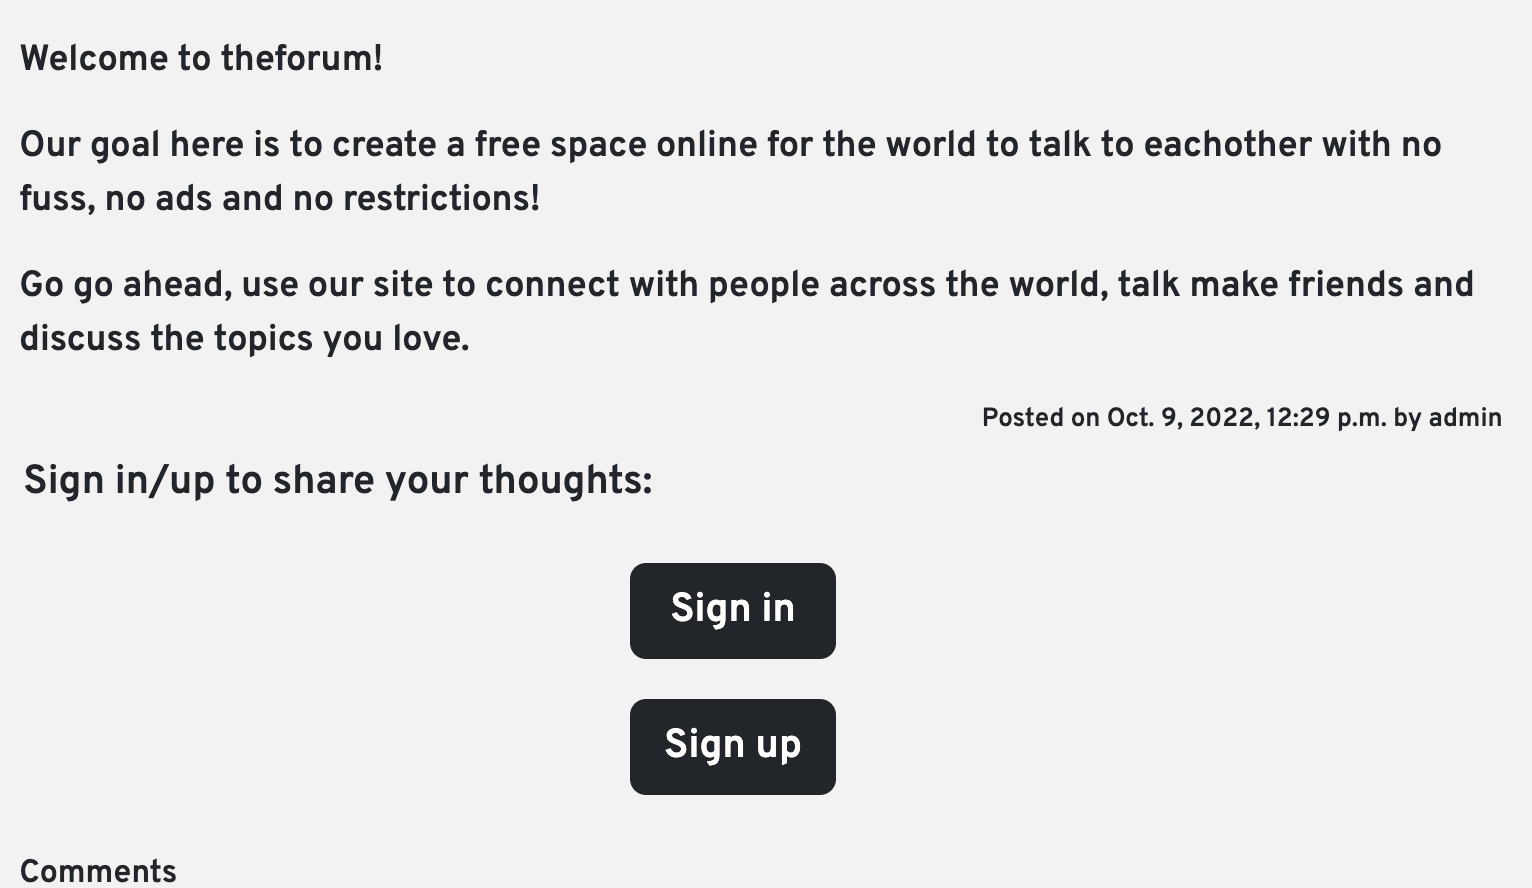 Welcome to theforum!
Our goal here is to create a free space online for the world to talk to eachother with no
fuss, no ads and no restrictions!
Go go ahead, use our site to connect with people across the world, talk make friends and
discuss the topics you love.
Posted on Oct. 9, 2022, 12:29 p.m. by admin
Sign in/up to share your thoughts:
Sign in
Sign up
Comments